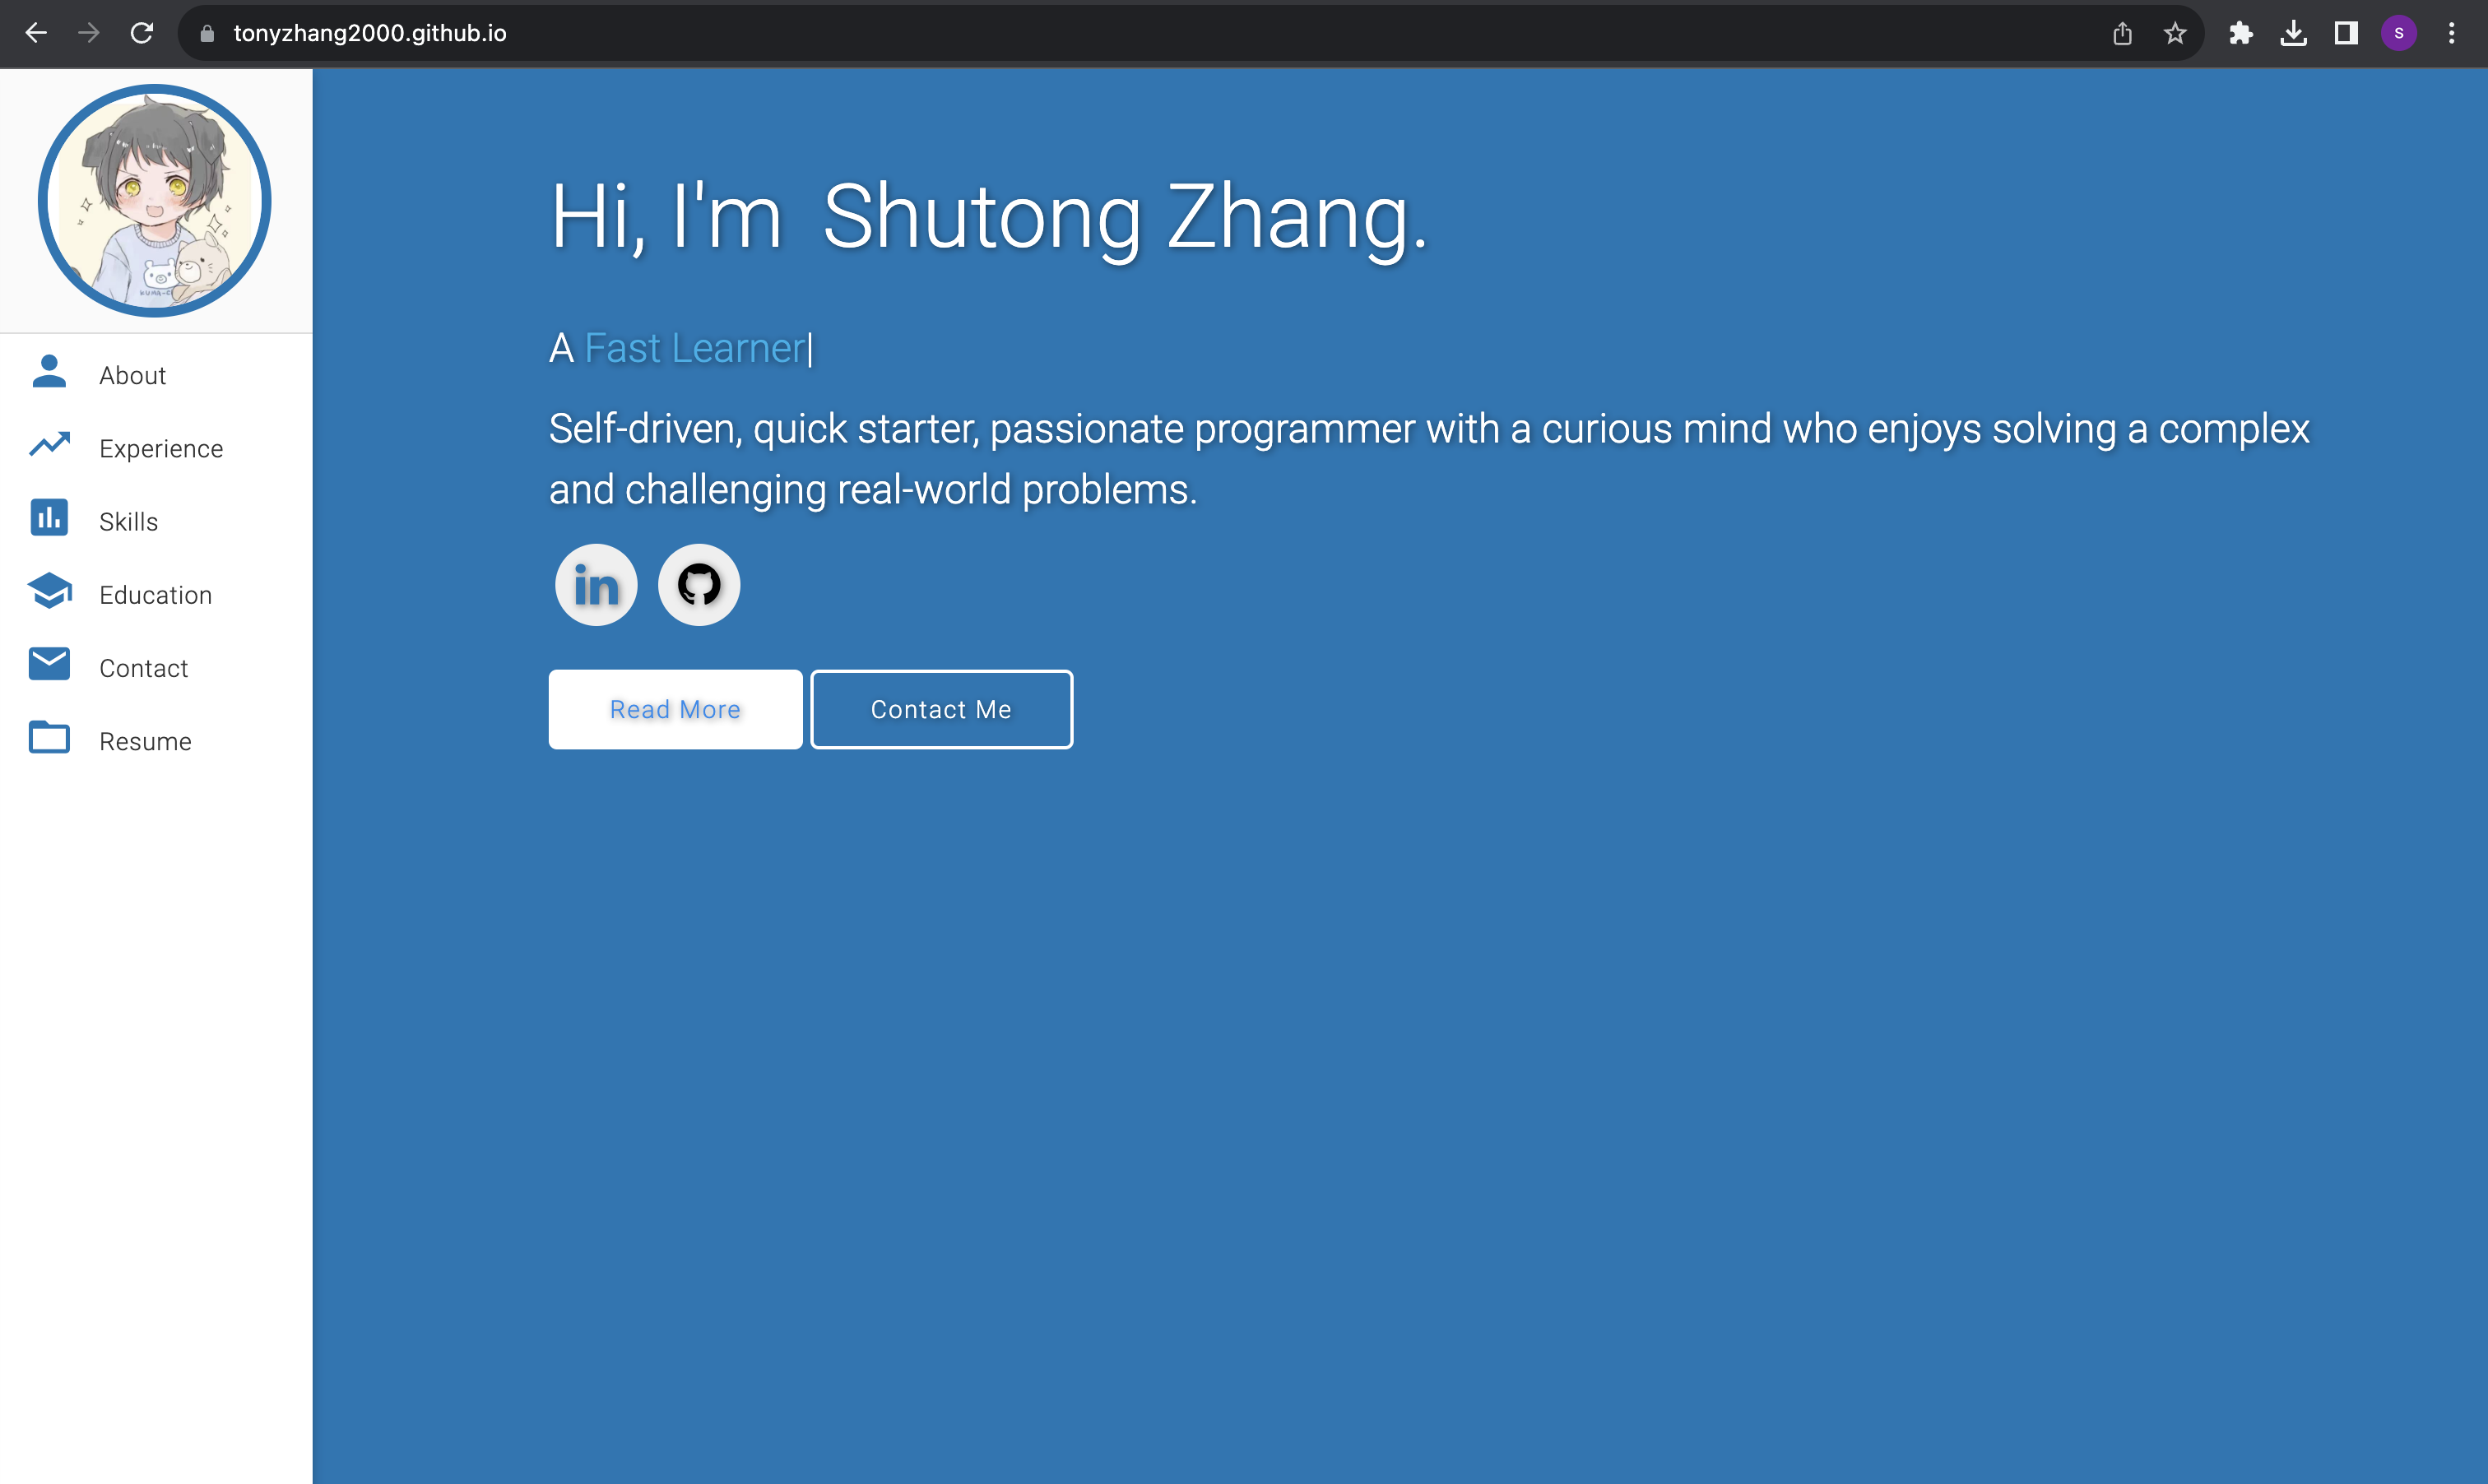 tonyzhang2000.github.io
S
About
Experience
Skills
Education
Contact
Resume
Hi, I'm Shutong Zhang.
A Fast Learner|
Self-driven, quick starter, passionate programmer with a curious mind who enjoys solving a complex
and challenging real-world problems.
in
Read More
Contact Me